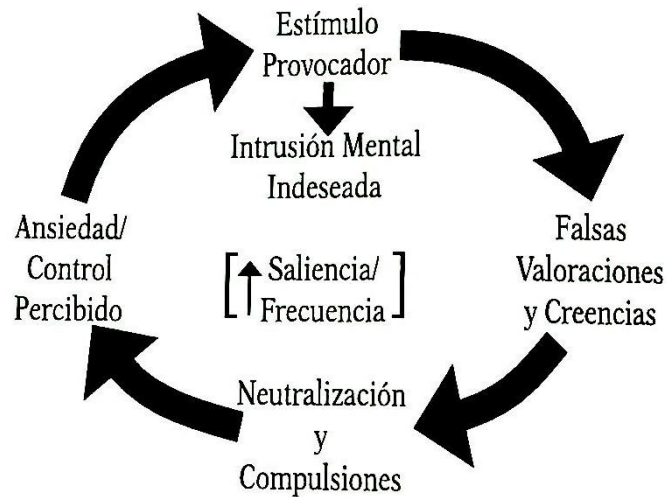 Estímulo
Provocador
Intrusión Mental
Indeseada
Falsas
Valoraciones
y Creencias
Ansiedad/
Control
Percibido
Saliencia/
Frecuencia
Neutralización
y
Compulsiones